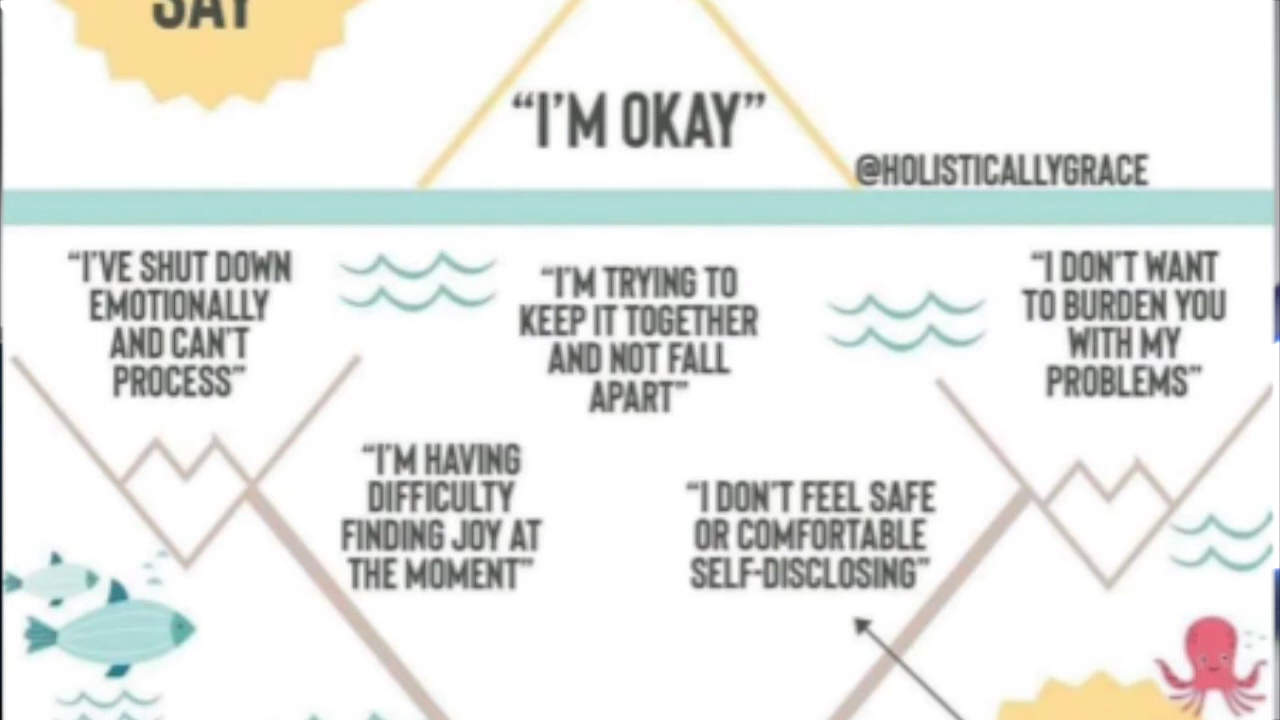 SAY
“I'M OKAY”
@HOLISTICALLYGRACE
“I'VE SHUT DOWN
EMOTIONALLY
AND CAN'T
PROCESS”
“I'M TRYING TO
KEEP IT TOGETHER
AND NOT FALL
APART”
“I DON'T WANT
TO BURDEN YOU
WITH MY
PROBLEMS”
“I'M HAVING
DIFFICULTY
FINDING JOY AT
THE MOMENT”
“I DON'T FEEL SAFE
OR COMFORTABLE
SELF-DISCLOSING”